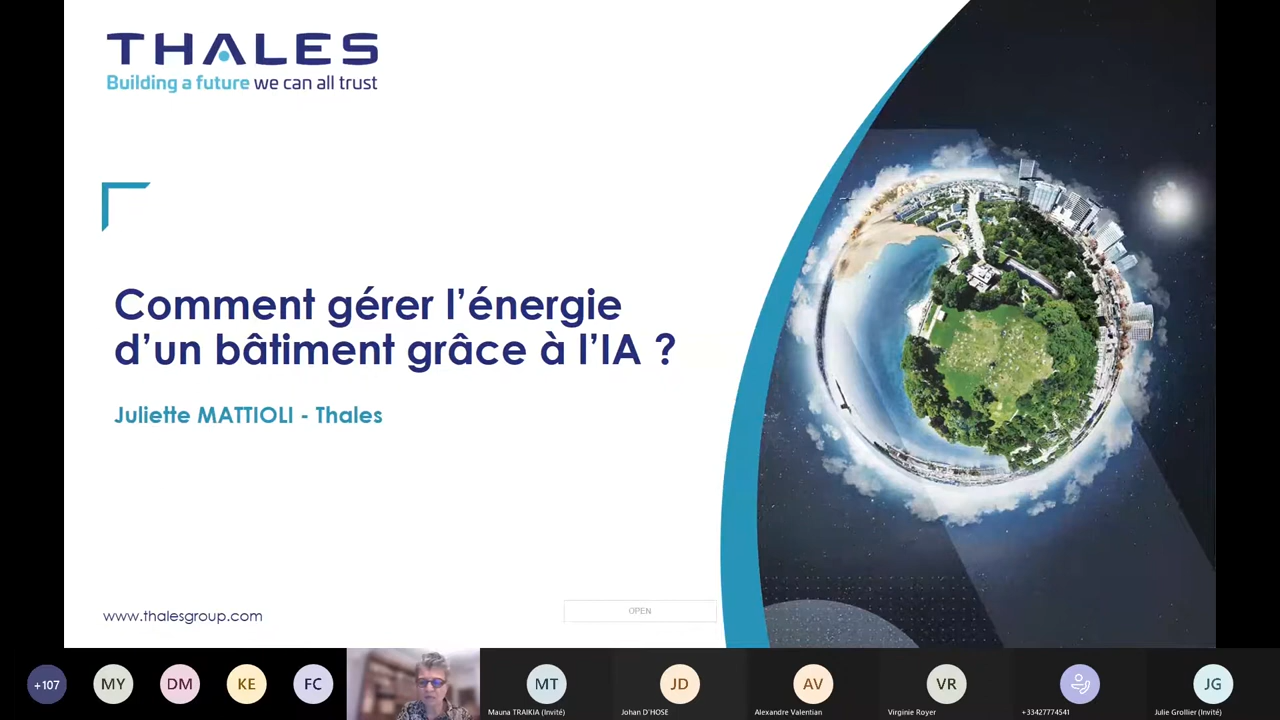 THALES
Building a future we can all trust
Comment gérer l’énergie
d’un bâtiment grâce à l’IA ?
Juliette MATTIOLI - Thales
www.thalesgroup.com
OPEN
+107
MY
DM
KE
FC
MT
JD
AV
VR
JG
Mauna TRAIKIA (Invité)
Johan D'HOSE
Alexandre Valentian
Virginie Royer
+33427774541
Julie Grollier (Invité)